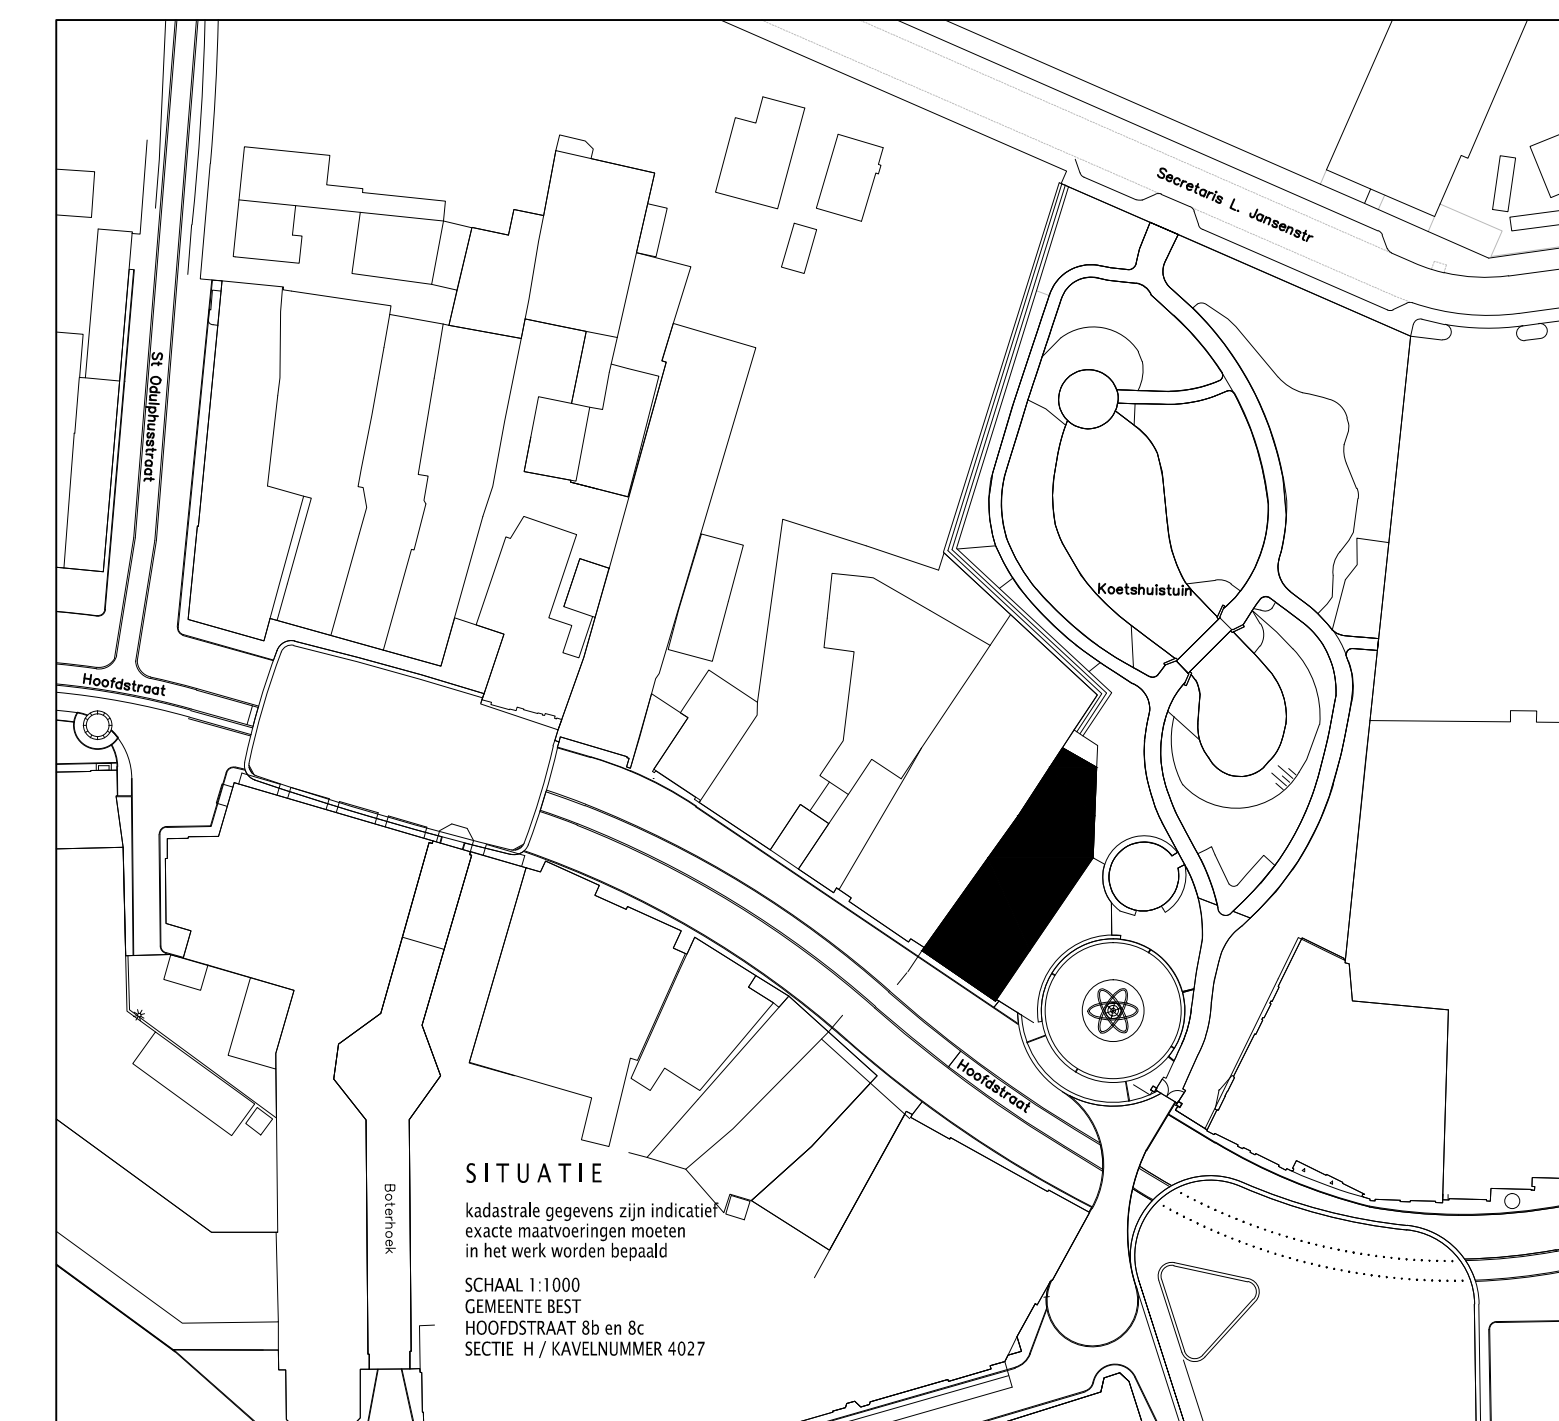 Secretaris L. Jansenstr
St Odulphusstraat
Koetshuistuin
Hoofdstraat
Hoofdstraat
Boterhoek
SITUATIE
kadastrale gegevens zijn indicatief
exacte maatvoeringen moeten
in het werk worden bepaald
SCHAAL 1:1000
GEMEENTE BEST
HOOFDSTRAAT 8b en 8c
SECTIE H / KAVELNUMMER 4027